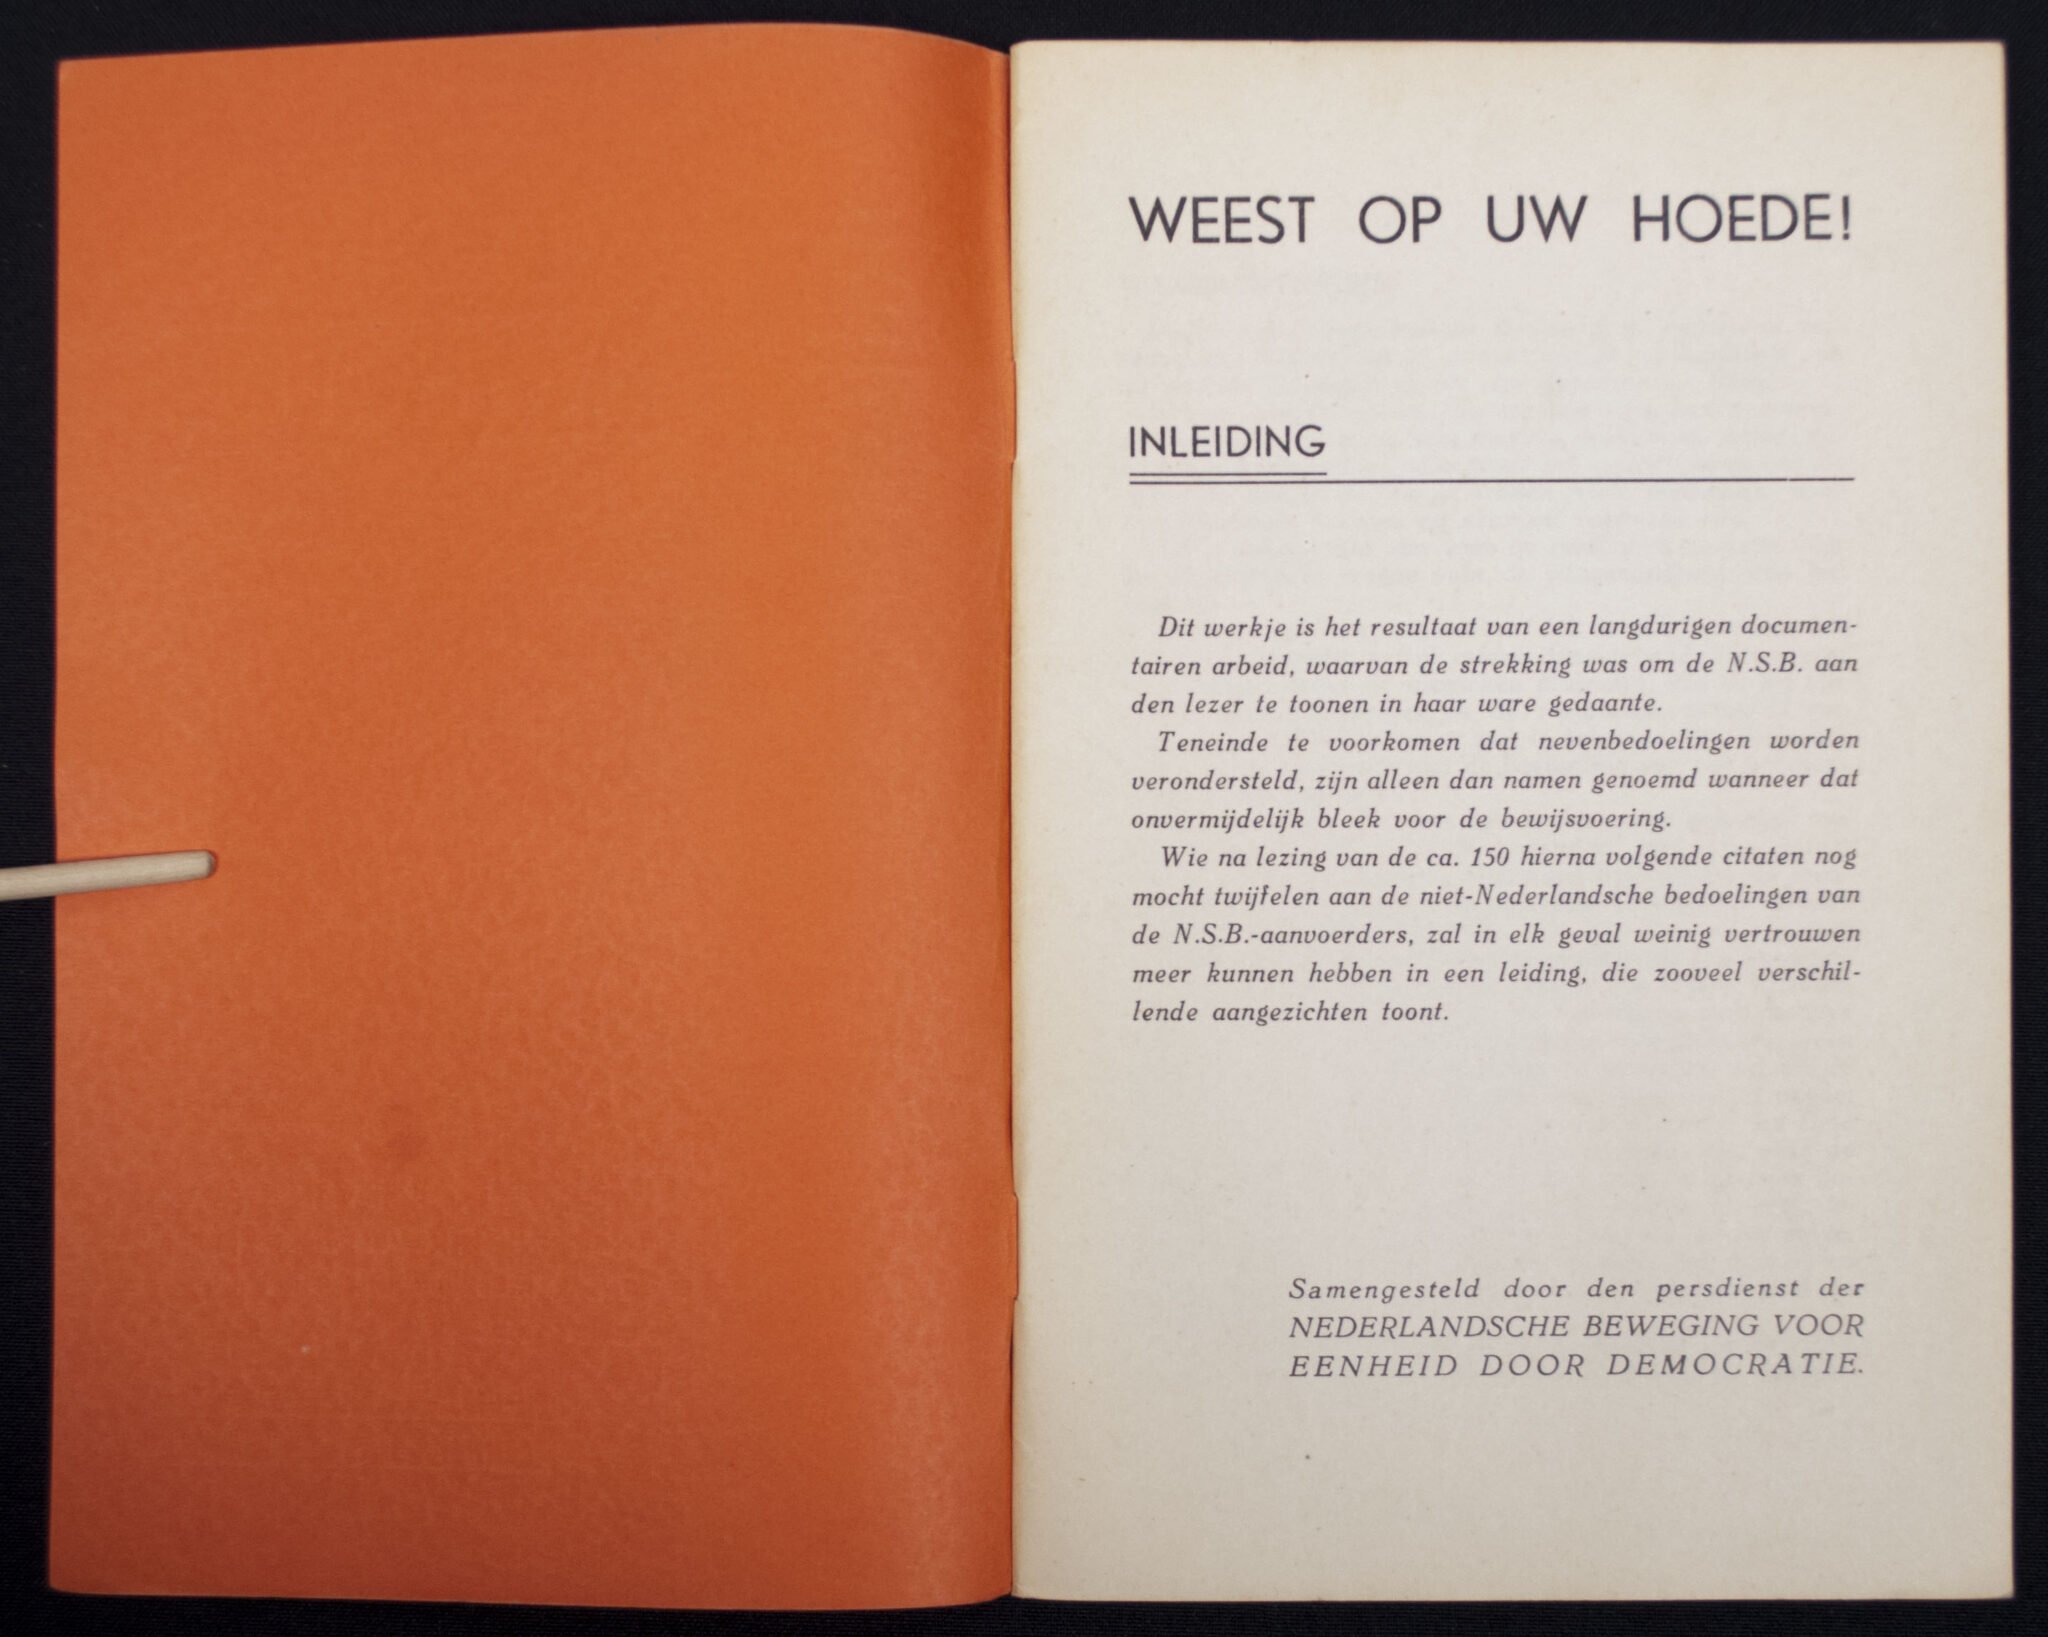 WEEST OP UW HOEDE!
INLEIDING
Dit werkje is het resultaat van een langdurigen documen-
tairen arbeid, waarvan de strekking was om de N.S.B. aan
den lezer te toonen in haar ware gedaante.
Teneinde te voorkomen dat nevenbedoelingen worden
verondersteld, zijn alleen dan namen genoemd wanneer dat
onvermijdelijk bleek voor de bewijsvoering.
Wie na lezing van de ca. 150 hierna volgende citaten nog
mocht twijfelen aan de niet-Nederlandsche bedoelingen van
de N.S.B.-aanvoerders, zal in elk geval weinig vertrouwen
meer kunnen hebben in een leiding, die zooveel verschil-
lende aangezichten toont.
Samengesteld door den persdienst der
NEDERLANDSCHE BEWEGING VOOR
EENHEID DOOR DEMOCRATIE.